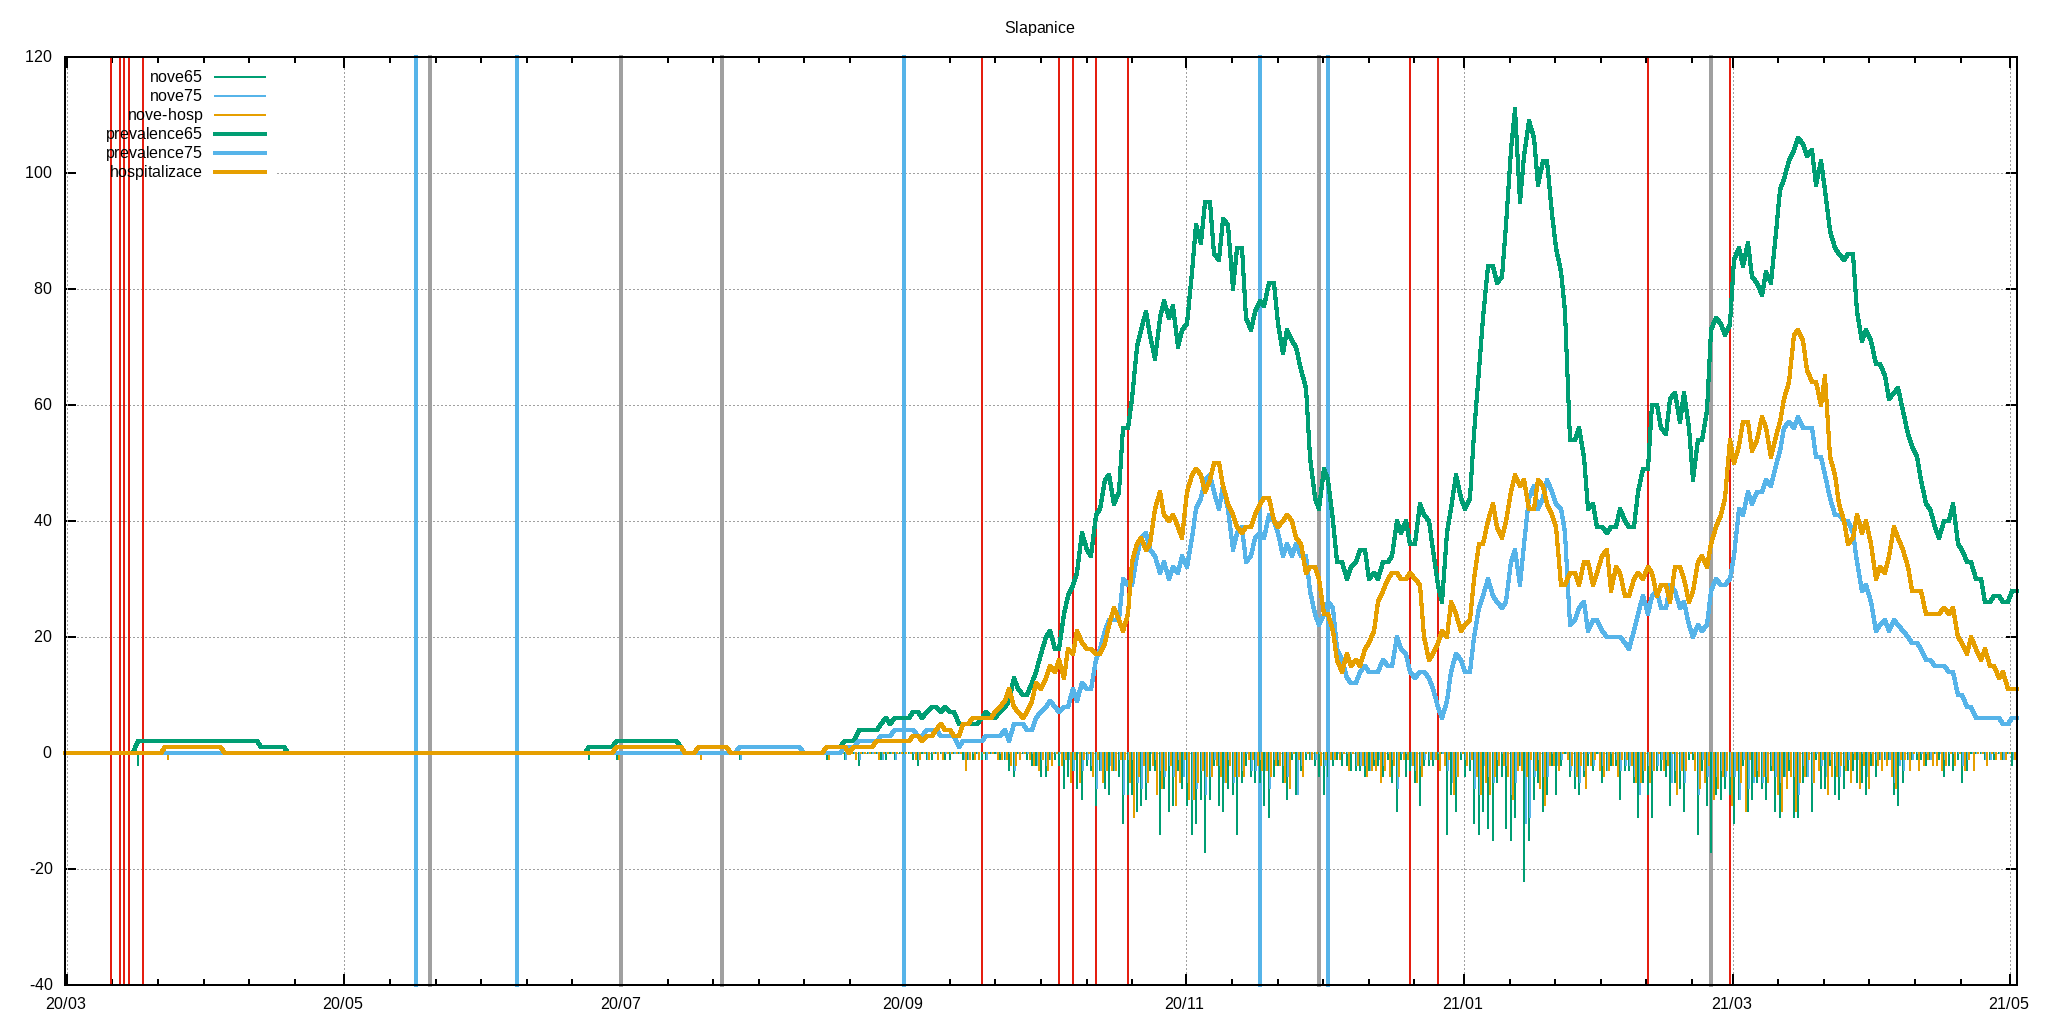 Slapanice
120
100
80
60
40
20
0
-20
-40
nove65
nove75
nove-hosp
prevalence65
prevalence75
hospitalizace
20/03 20/05 20/07 20/09 20/11 21/01 21/03 21/05